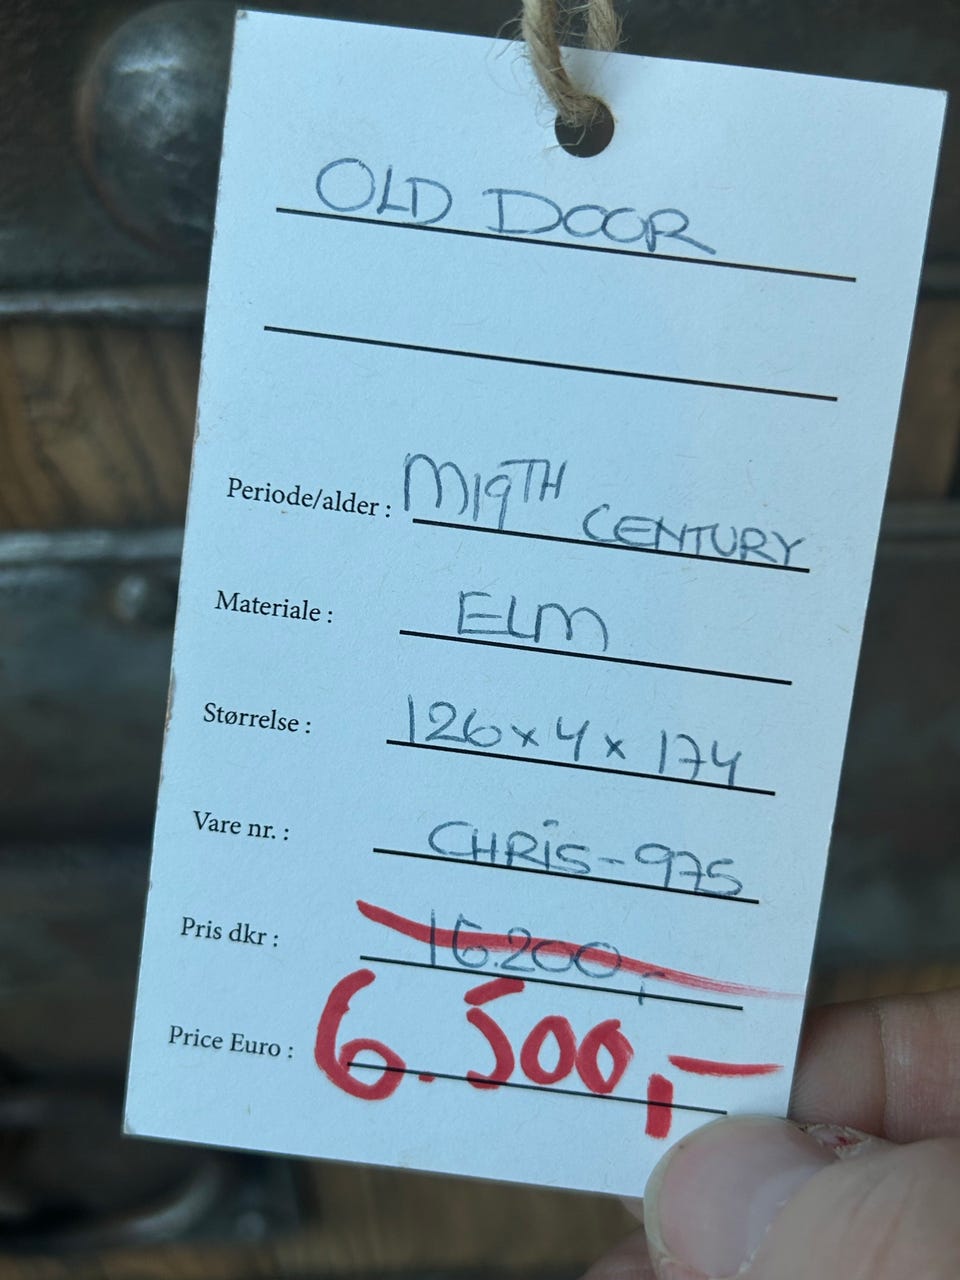 OLD DOOR
Periode/alder : M19TH CENTURY
Materiale : ELM
Størrelse : 126 x 4 x 174
Vare nr. : CHRiS-975
Pris dkr : 16.200,-
Price Euro : 6.500,-